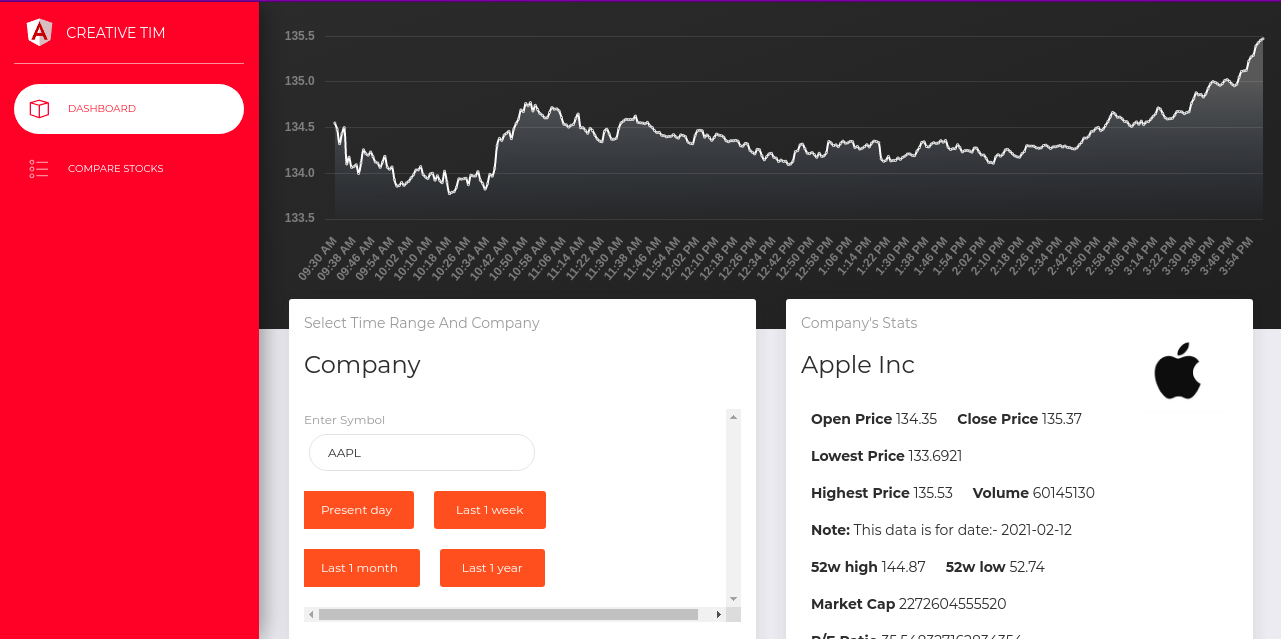 CREATIVE TIM
DASHBOARD
COMPARE STOCKS
135.5
135.0
134.5
134.0
133.5
09:30 AM
09:38 AM
09:46 AM
09:54 AM
10:02 AM
10:10 AM
10:18 AM
10:26 AM
10:34 AM
10:42 AM
10:50 AM
10:58 AM
11:06 AM
11:14 AM
11:22 AM
11:30 AM
11:38 AM
11:46 AM
11:54 AM
12:02 PM
12:10 PM
12:18 PM
12:26 PM
12:34 PM
12:42 PM
12:50 PM
12:58 PM
1:06 PM
1:14 PM
1:22 PM
1:30 PM
1:38 PM
1:46 PM
1:54 PM
2:02 PM
2:10 PM
2:18 PM
2:26 PM
2:34 PM
2:42 PM
2:50 PM
2:58 PM
3:06 PM
3:14 PM
3:22 PM
3:30 PM
3:38 PM
3:46 PM
3:54 PM
Select Time Range And Company
Company
Enter Symbol
AAPL
Present day
Last 1 week
Last 1 month
Last 1 year
Company's Stats
Apple Inc
Open Price 134.35 Close Price 135.37
Lowest Price 133.6921
Highest Price 135.53 Volume 60145130
Note: This data is for date:- 2021-02-12
52w high 144.87 52w low 52.74
Market Cap 2272604555520
P/E Ratio